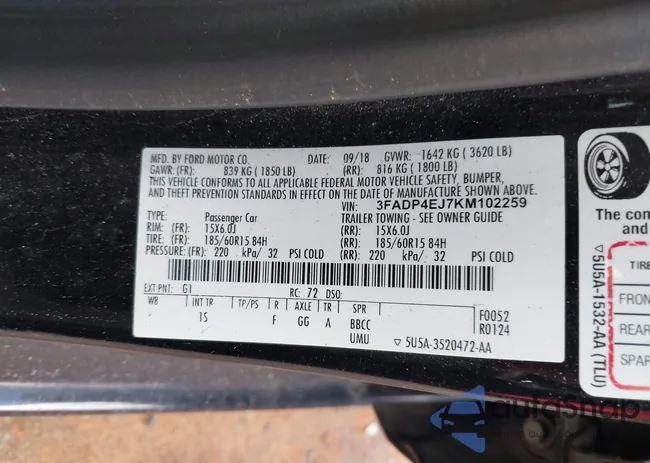 MFD. BY FORD MOTOR CO. DATE: 09/18 GVWR: 1642 KG ( 3620 LB)
GAWR: (FR): 839 KG ( 1850 LB) (RR): 816 KG ( 1800 LB)
THIS VEHICLE CONFORMS TO ALL APPLICABLE FEDERAL MOTOR VEHICLE SAFETY, BUMPER,
AND THEFT PREVENTION STANDARDS IN EFFECT ON THE DATE OF MANUFACTURE SHOWN ABOVE.
VIN: 3FADP4EJ7KM102259
TYPE: Passenger Car TRAILER TOWING - SEE OWNER GUIDE
RIM: (FR): 15X6.0J (RR): 15X6.0J
TIRE: (FR): 185/60R15 84H (RR): 185/60R15 84H
PRESSURE: (FR): 220 kPa/ 32 PSI COLD (RR): 220 kPa/ 32 PSI COLD
EXT PNT: G1 RC: 72 DSO:
WB INT TR TP/PS R AXLE TR SPR F0052
1S F GG A BBCC R0124
UMU ▽ 5U5A-3520472-AA
The con
and
TIRE
FRON
REAR
SPAR
▽5U5A-1532-AA (TLU)
autoSnap